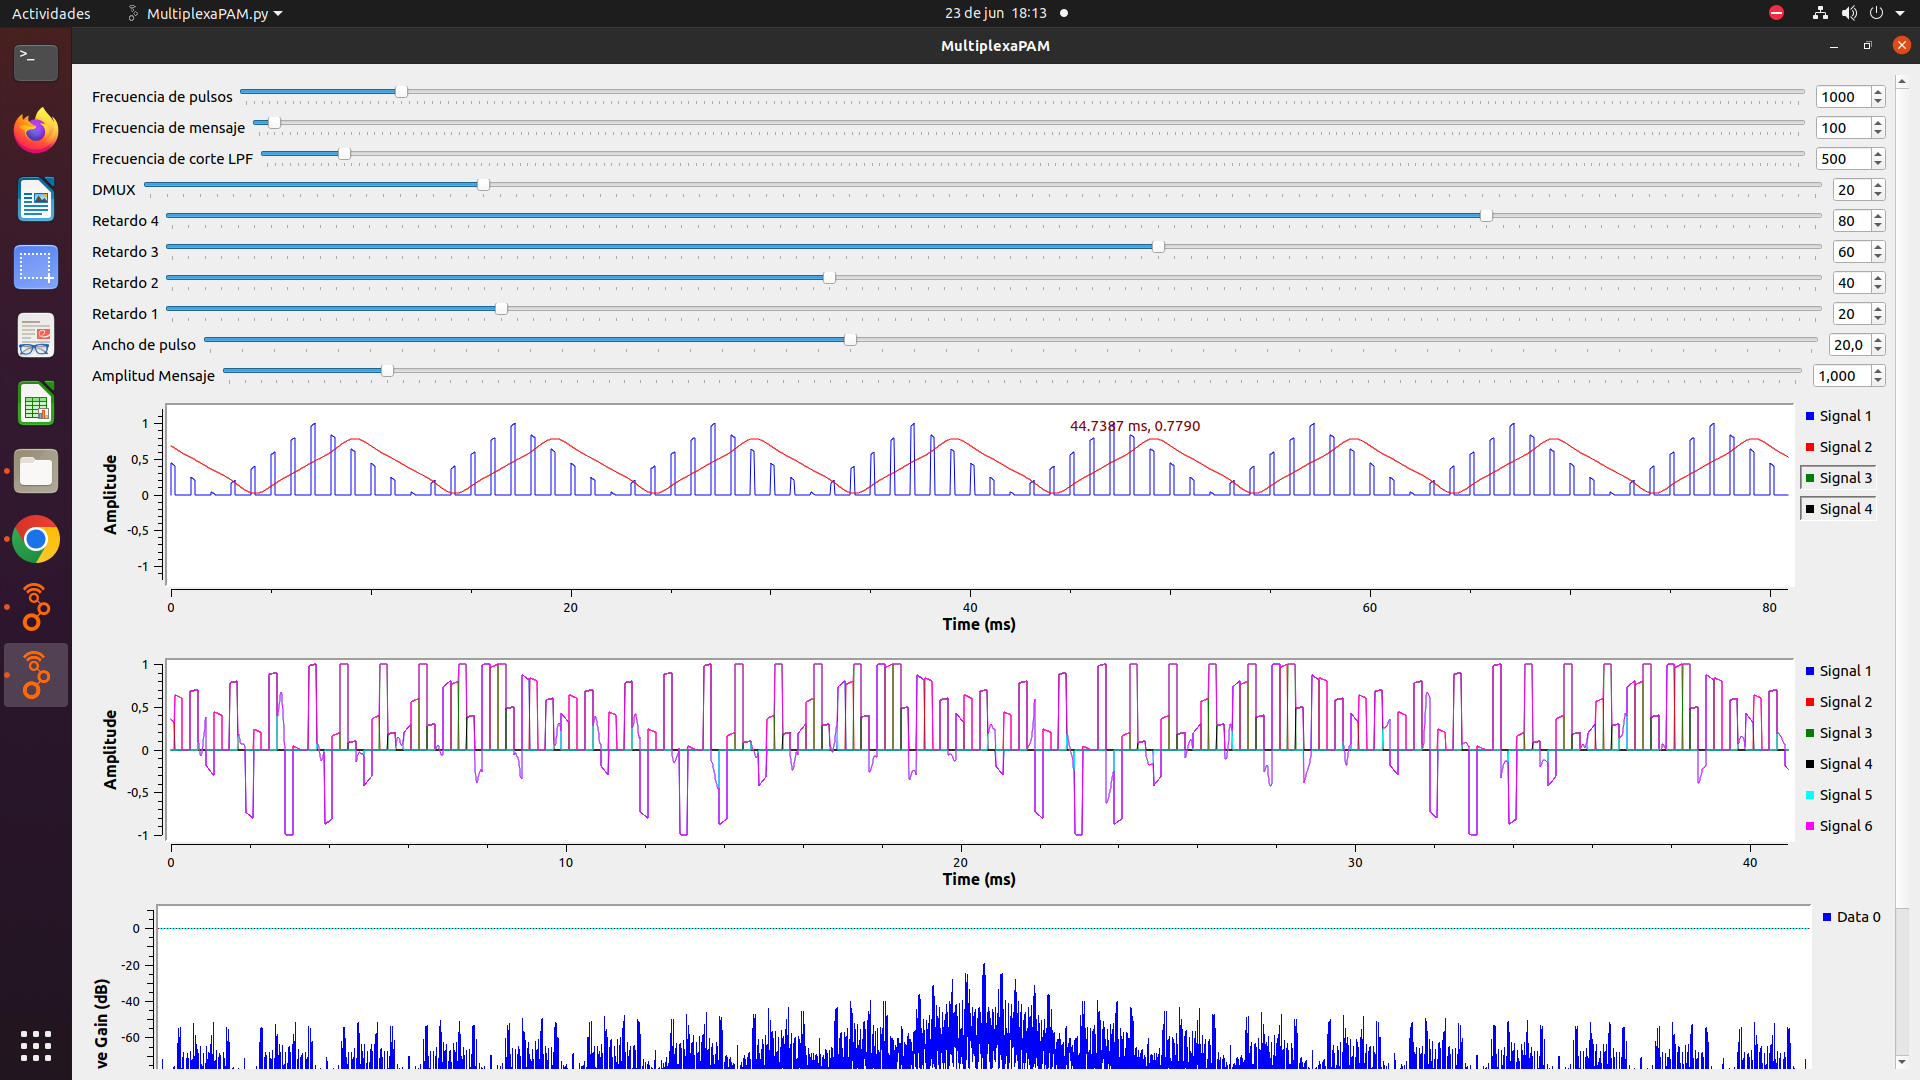 Actividades MultiplexaPAM.py 23 de jun 18:13
MultiplexaPAM
Frecuencia de pulsos 1000
Frecuencia de mensaje 100
Frecuencia de corte LPF 500
DMUX 20
Retardo 4 80
Retardo 3 60
Retardo 2 40
Retardo 1 20
Ancho de pulso 20,0
Amplitud Mensaje 1,000
Amplitude
1
0,5
0
-0,5
-1
44.7387 ms, 0.7790
Signal 1
Signal 2
Signal 3
Signal 4
0 20 40 60 80
Time (ms)
Amplitude
1
0,5
0
-0,5
-1
Signal 1
Signal 2
Signal 3
Signal 4
Signal 5
Signal 6
0 10 20 30 40
Time (ms)
ve Gain (dB)
0
-20
-40
-60
Data 0